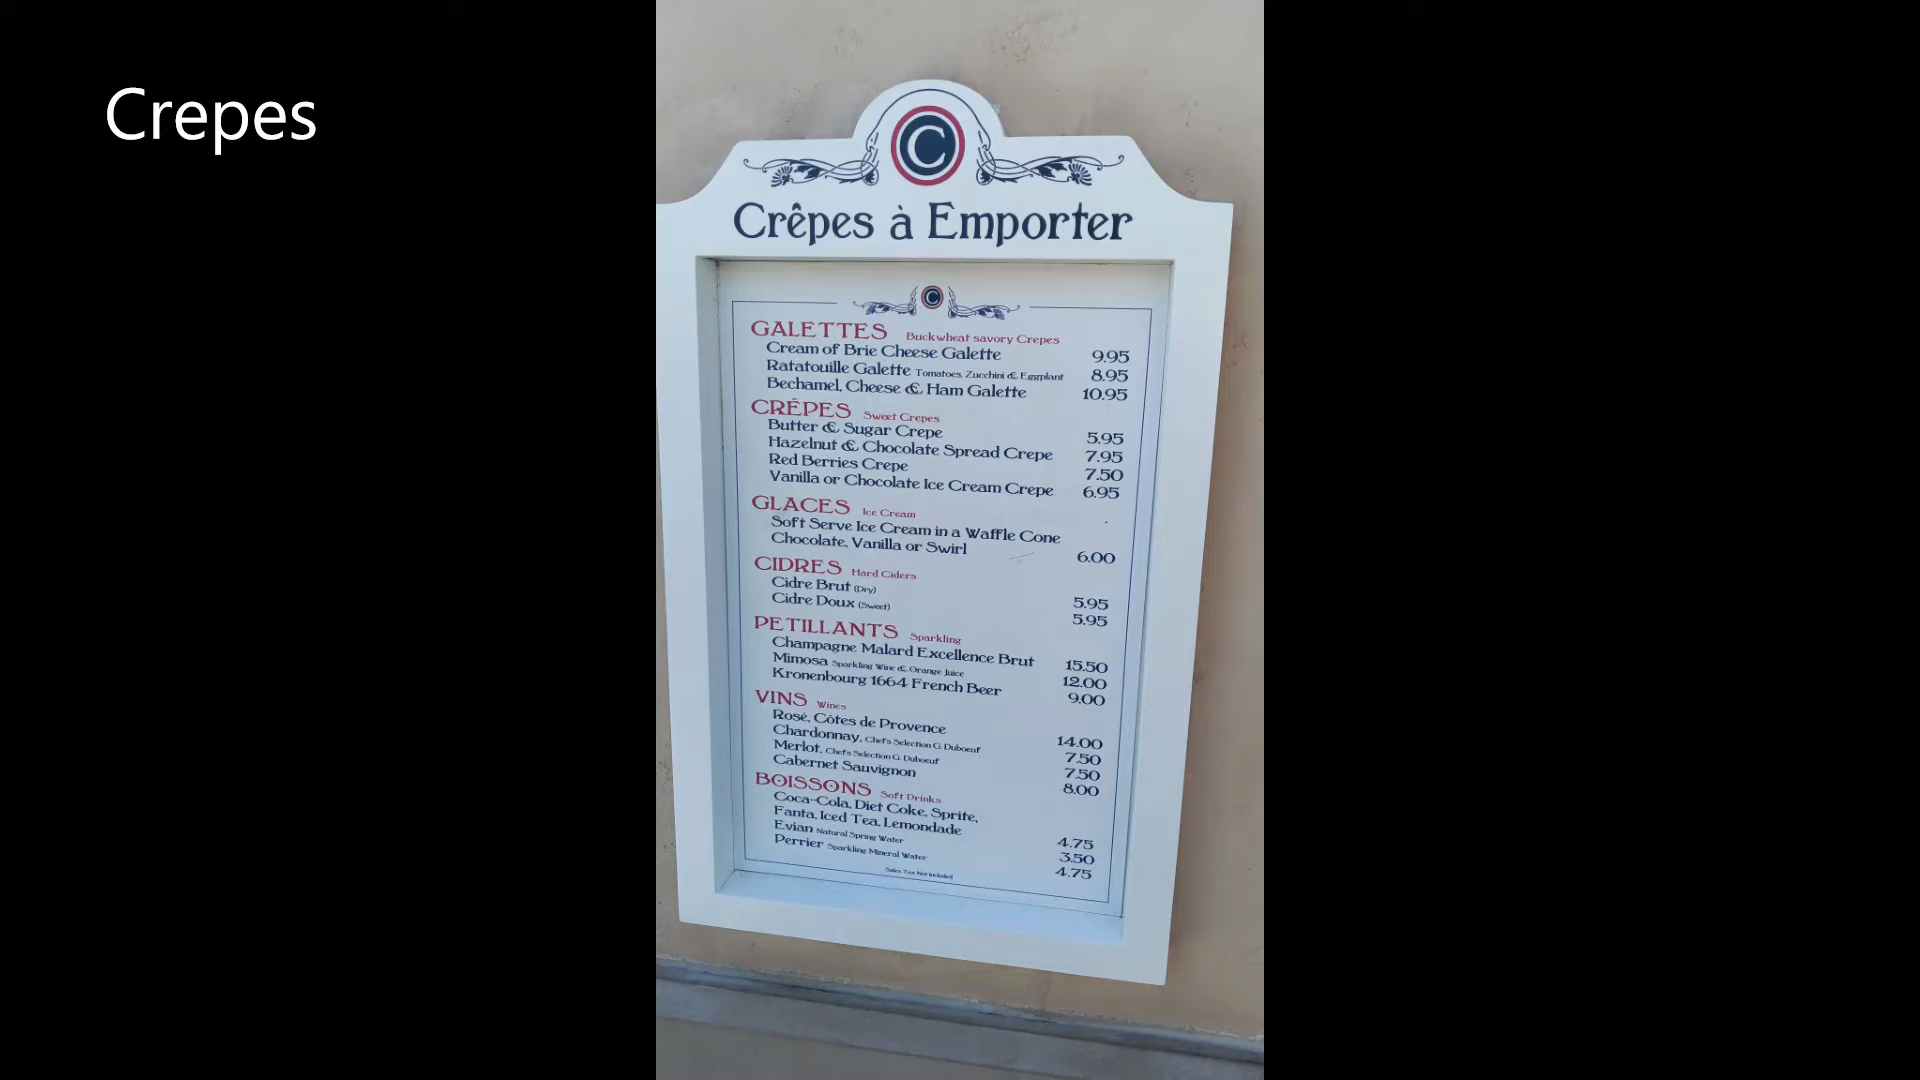 Crepes
C
Crêpes à Emporter
C
GALETTES Buckwheat savory Crepes
Cream of Brie Cheese Galette 9.95
Ratatouille Galette Tomatoes, Zucchini & Eggplant 8.95
Bechamel, Cheese & Ham Galette 10.95
CRÊPES Sweet Crepes
Butter & Sugar Crepe 5.95
Hazelnut & Chocolate Spread Crepe 7.95
Red Berries Crepe 7.50
Vanilla or Chocolate Ice Cream Crepe 6.95
GLACES Ice Cream
Soft Serve Ice Cream in a Waffle Cone
Chocolate, Vanilla or Swirl 6.00
CIDRES Hard Ciders
Cidre Brut (Dry) 5.95
Cidre Doux (Sweet) 5.95
PETILLANTS Sparkling
Champagne Malard Excellence Brut 15.50
Mimosa Sparkling Wine & Orange Juice 12.00
Kronenbourg 1664 French Beer 9.00
VINS Wines
Rosé, Côtes de Provence 14.00
Chardonnay, Chef's Selection G. Duboeuf 7.50
Merlot, Chef's Selection G. Duboeuf 7.50
Cabernet Sauvignon 8.00
BOISSONS Soft Drinks
Coca-Cola, Diet Coke, Sprite,
Fanta, Iced Tea, Lemondade 4.75
Evian Natural Spring Water 3.50
Perrier Sparkling Mineral Water 4.75
Sales Tax Not Included